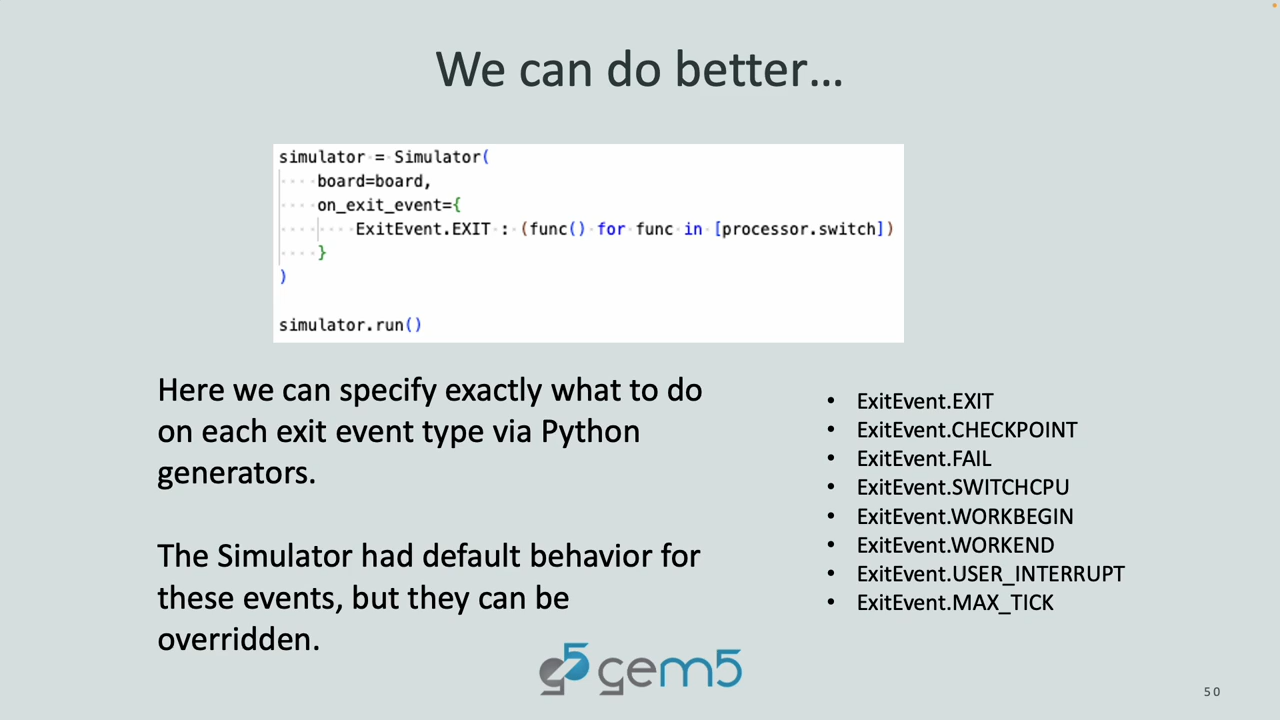 We can do better…
simulator = Simulator(
board=board,
on_exit_event={
ExitEvent.EXIT : (func() for func in [processor.switch])
}
)
simulator.run()
Here we can specify exactly what to do
on each exit event type via Python
generators.
The Simulator had default behavior for
these events, but they can be
overridden.
• ExitEvent.EXIT
• ExitEvent.CHECKPOINT
• ExitEvent.FAIL
• ExitEvent.SWITCHCPU
• ExitEvent.WORKBEGIN
• ExitEvent.WORKEND
• ExitEvent.USER_INTERRUPT
• ExitEvent.MAX_TICK
g5 gem5
50